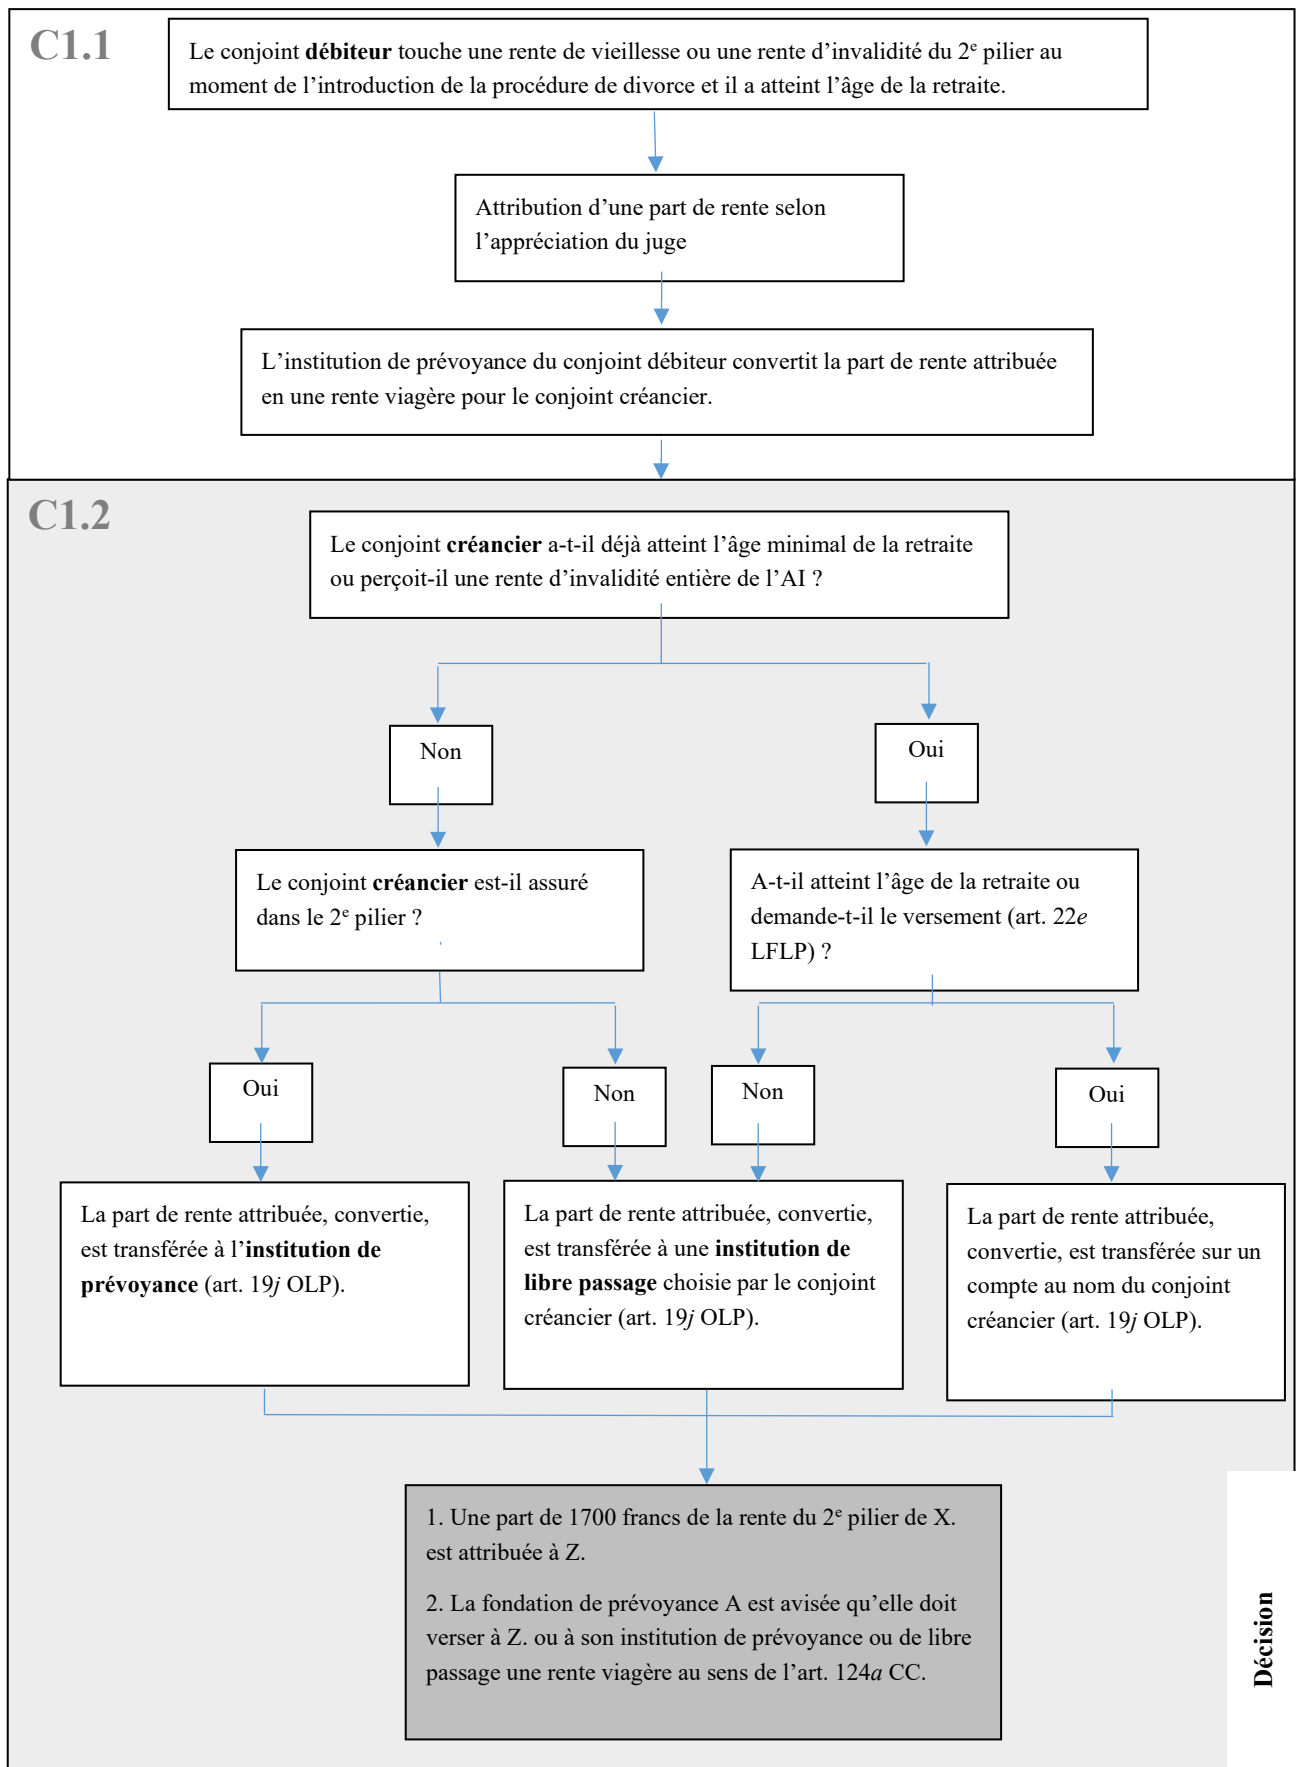 C1.1
Le conjoint débiteur touche une rente de vieillesse ou une rente d’invalidité du 2e pilier au
moment de l’introduction de la procédure de divorce et il a atteint l’âge de la retraite.
Attribution d’une part de rente selon
l’appréciation du juge
L’institution de prévoyance du conjoint débiteur convertit la part de rente attribuée
en une rente viagère pour le conjoint créancier.
C1.2
Le conjoint créancier a-t-il déjà atteint l’âge minimal de la retraite
ou perçoit-il une rente d’invalidité entière de l’AI ?
Non
Oui
Le conjoint créancier est-il assuré
dans le 2e pilier ?
A-t-il atteint l’âge de la retraite ou
demande-t-il le versement (art. 22e
LFLP) ?
Oui
Non
Non
Oui
La part de rente attribuée, convertie,
est transférée à l’institution de
prévoyance (art. 19j OLP).
La part de rente attribuée, convertie,
est transférée à une institution de
libre passage choisie par le conjoint
créancier (art. 19j OLP).
La part de rente attribuée,
convertie, est transférée sur un
compte au nom du conjoint
créancier (art. 19j OLP).
1. Une part de 1700 francs de la rente du 2e pilier de X.
est attribuée à Z.
2. La fondation de prévoyance A est avisée qu’elle doit
verser à Z. ou à son institution de prévoyance ou de libre
passage une rente viagère au sens de l’art. 124a CC.
Décision